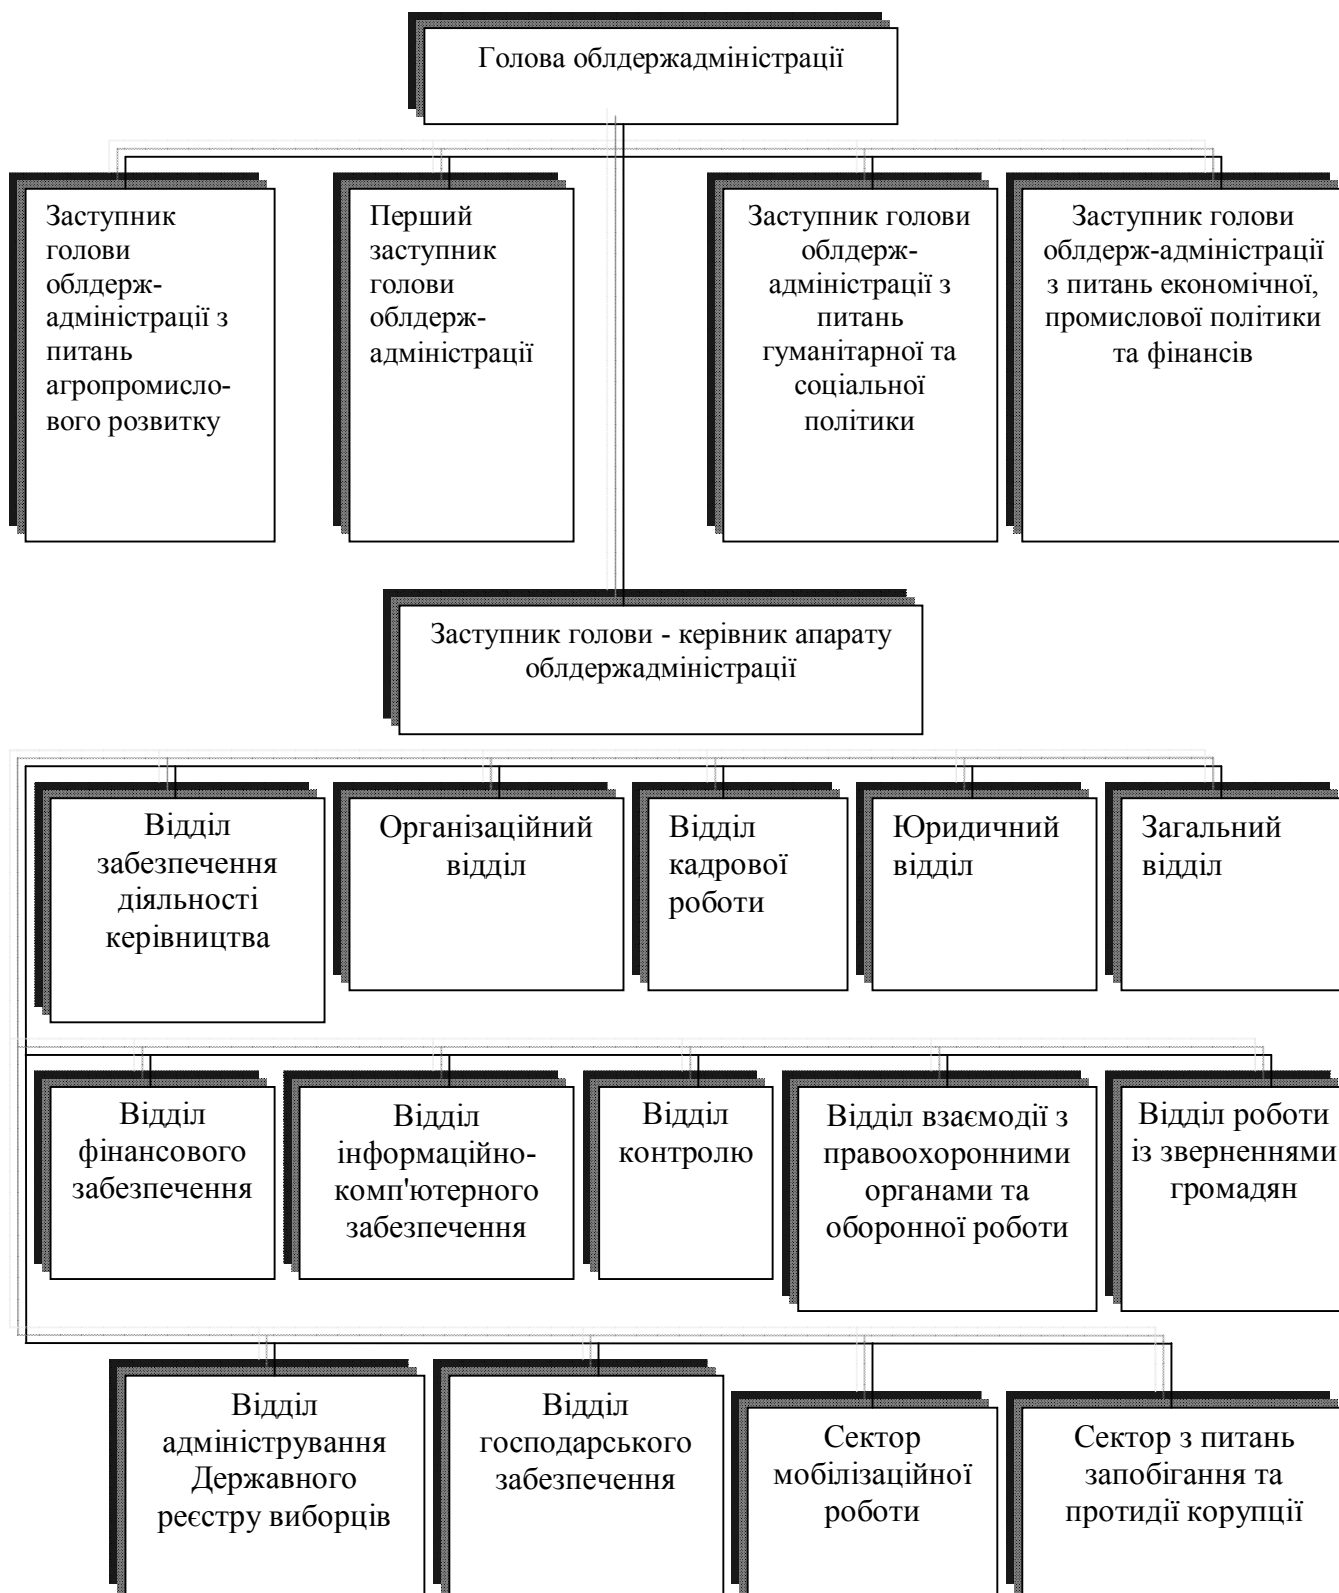 Голова облдержадміністрації
Заступник
голови
облдерж-
адміністрації з
питань
агропромисло-
вого розвитку
Перший
заступник
голови
облдерж-
адміністрації
Заступник голови
облдерж-
адміністрації з
питань
гуманітарної та
соціальної
політики
Заступник голови
облдерж-адміністрації
з питань економічної,
промислової політики
та фінансів
Заступник голови - керівник апарату
облдержадміністрації
Відділ
забезпечення
діяльності
керівництва
Організаційний
відділ
Відділ
кадрової
роботи
Юридичний
відділ
Загальний
відділ
Відділ
фінансового
забезпечення
Відділ
інформаційно-
комп'ютерного
забезпечення
Відділ
контролю
Відділ взаємодії з
правоохоронними
органами та
оборонної роботи
Відділ роботи
із зверненнями
громадян
Відділ
адміністрування
Державного
реєстру виборців
Відділ
господарського
забезпечення
Сектор
мобілізаційної
роботи
Сектор з питань
запобігання та
протидії корупції